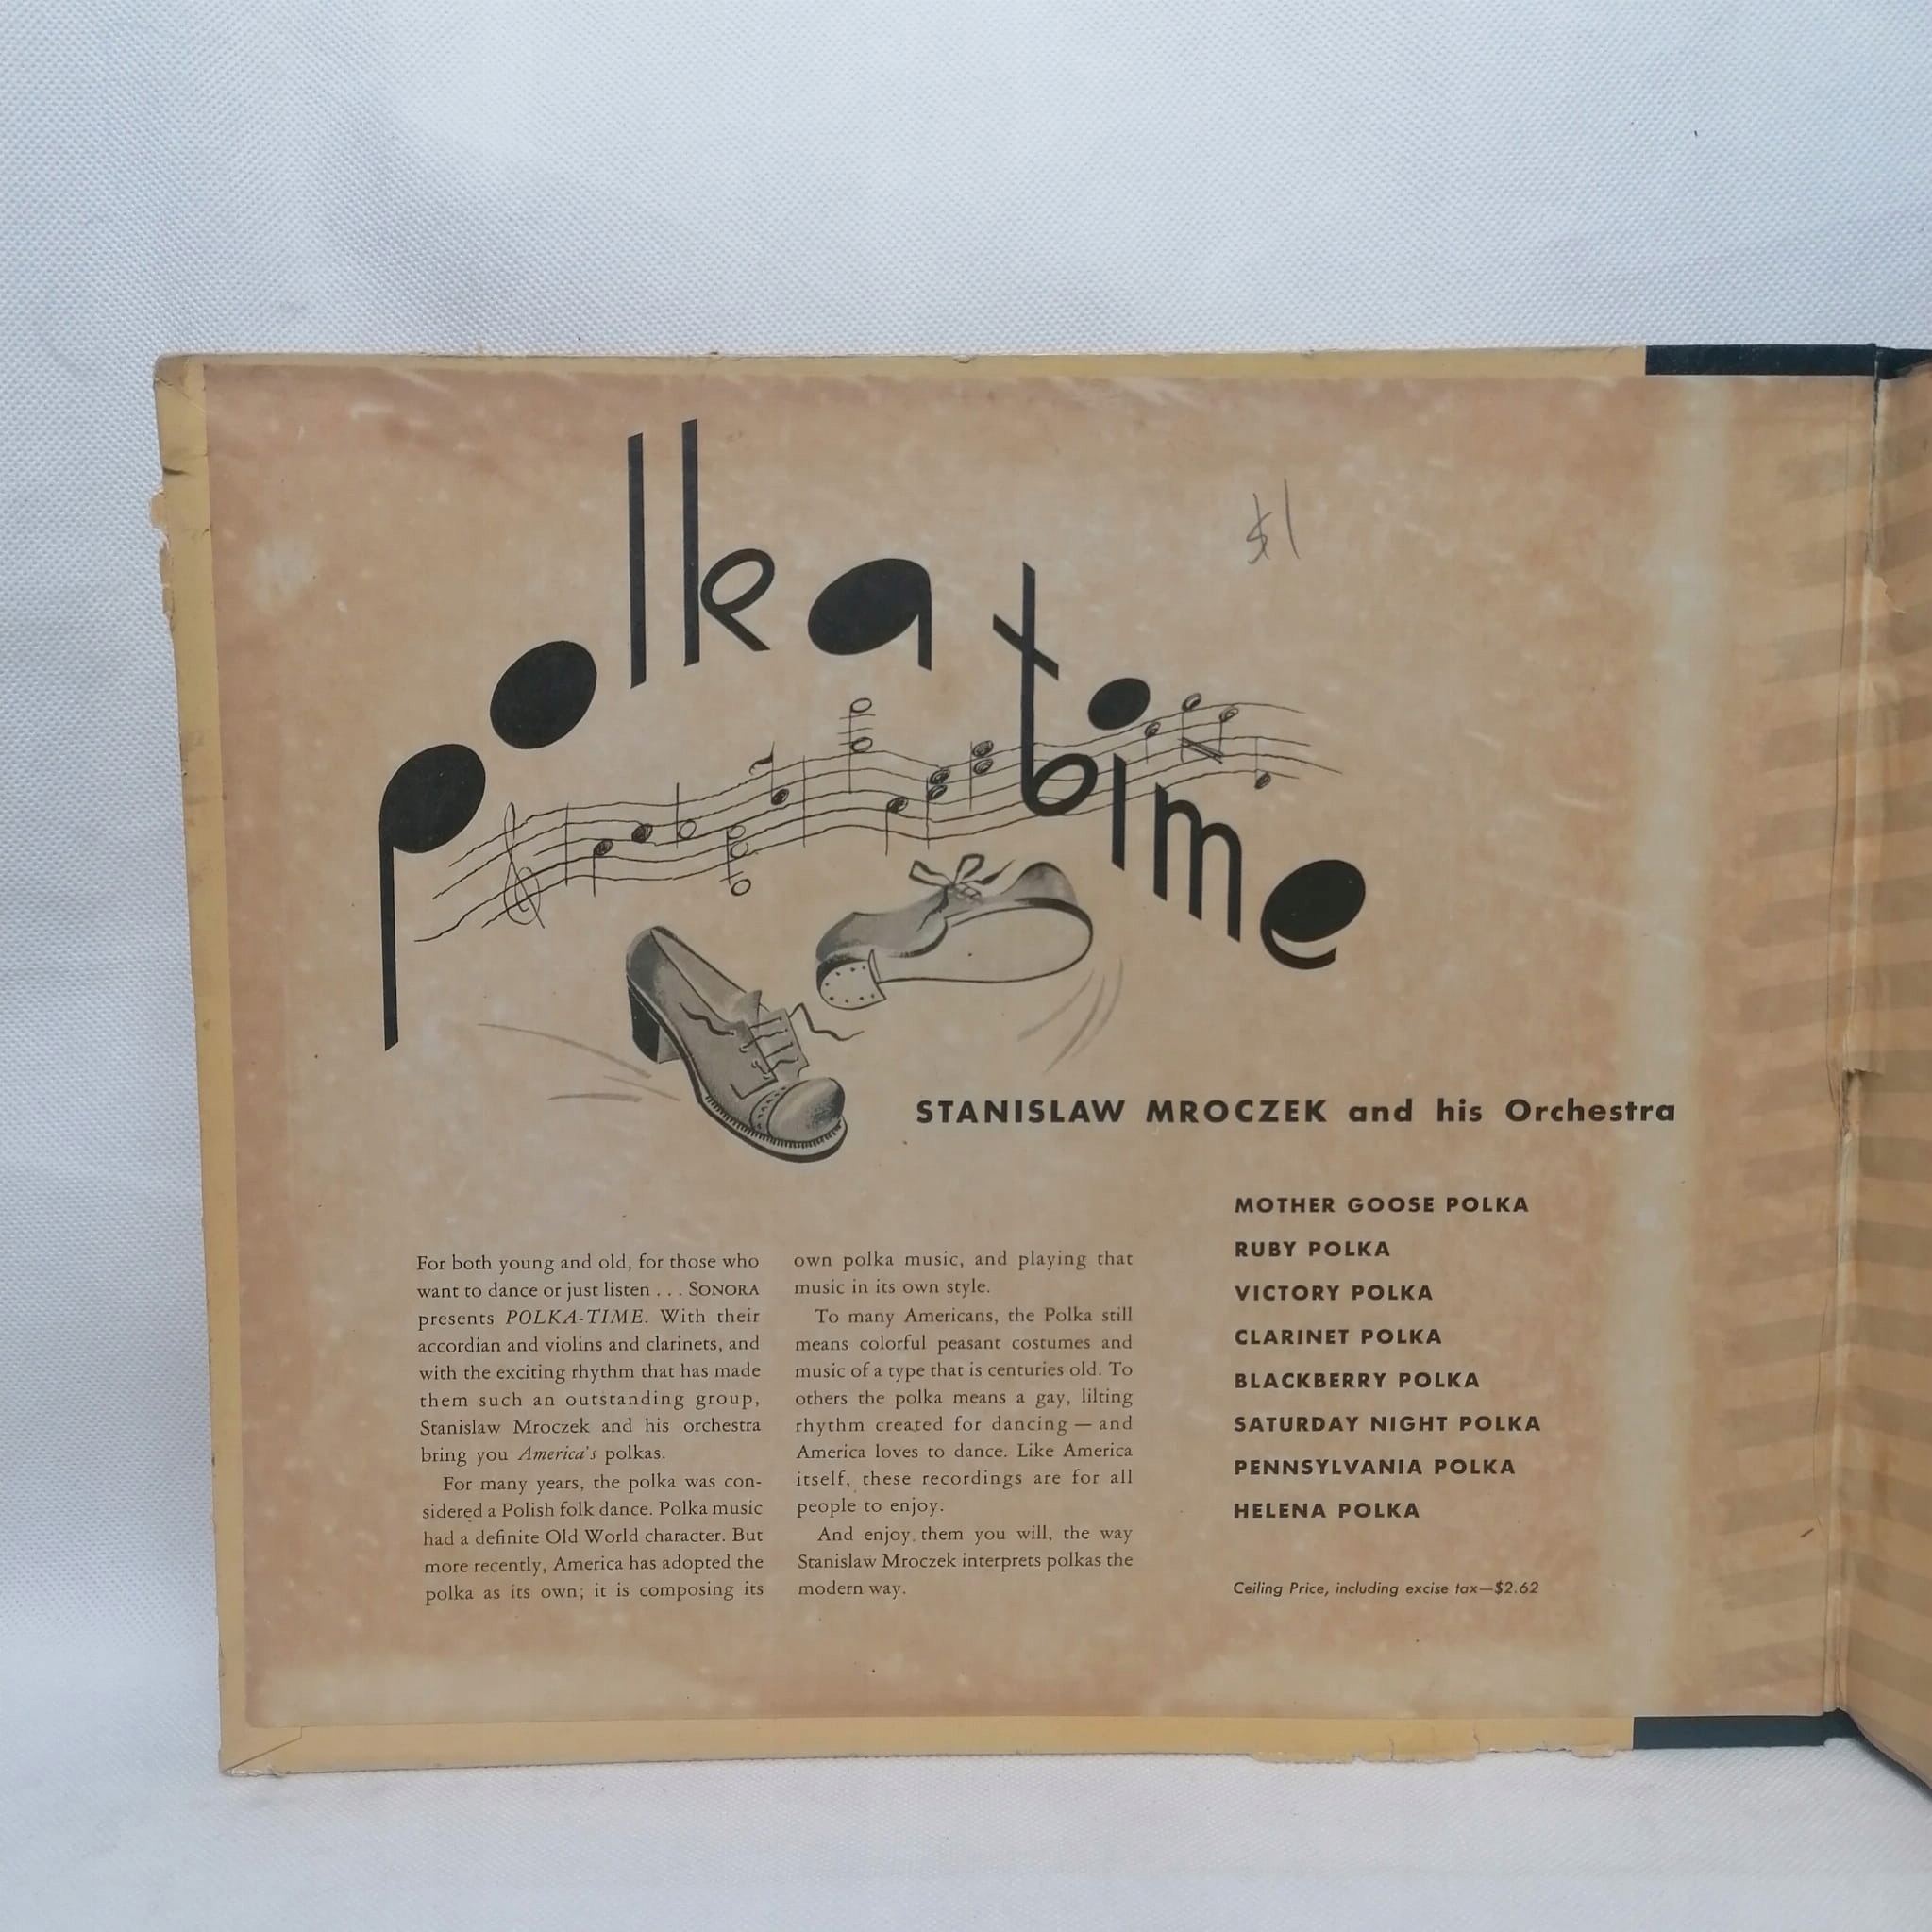 polka time
$1
STANISLAW MROCZEK and his Orchestra
For both young and old, for those who
want to dance or just listen . . . SONORA
presents POLKA-TIME. With their
accordian and violins and clarinets, and
with the exciting rhythm that has made
them such an outstanding group,
Stanislaw Mroczek and his orchestra
bring you America's polkas.
For many years, the polka was con-
sidered a Polish folk dance. Polka music
had a definite Old World character. But
more recently, America has adopted the
polka as its own; it is composing its
own polka music, and playing that
music in its own style.
To many Americans, the Polka still
means colorful peasant costumes and
music of a type that is centuries old. To
others the polka means a gay, lilting
rhythm created for dancing — and
America loves to dance. Like America
itself, these recordings are for all
people to enjoy.
And enjoy them you will, the way
Stanislaw Mroczek interprets polkas the
modern way.
MOTHER GOOSE POLKA
RUBY POLKA
VICTORY POLKA
CLARINET POLKA
BLACKBERRY POLKA
SATURDAY NIGHT POLKA
PENNSYLVANIA POLKA
HELENA POLKA
Ceiling Price, including excise tax—$2.62